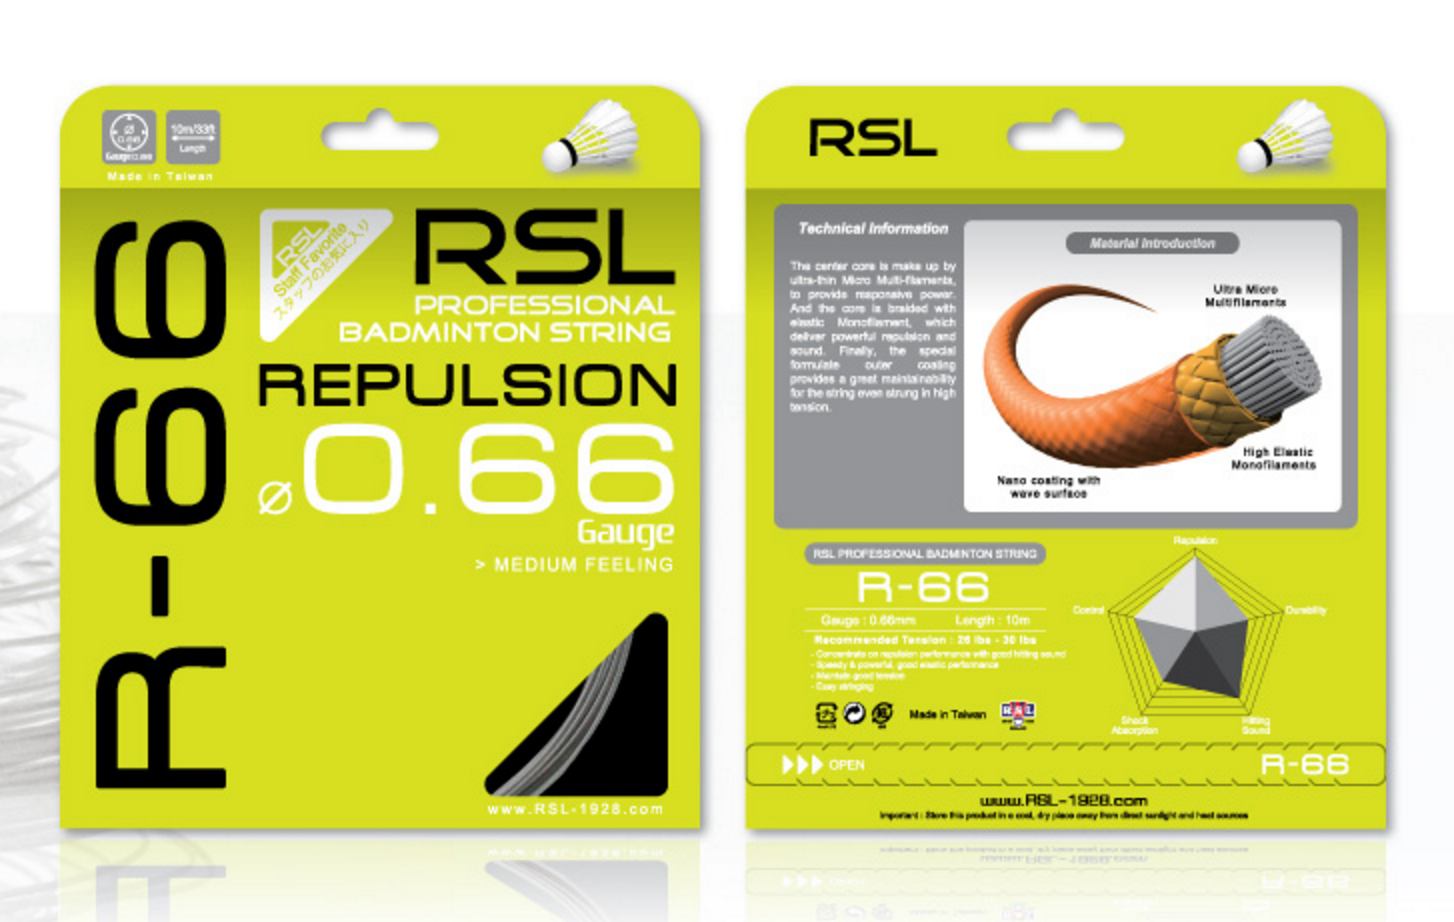 10m/33ft
Length
Made in Taiwan
R-66
RSL
Staff Favorite
スタッフのお気に入り
RSL
PROFESSIONAL
BADMINTON STRING
REPULSION
ø0.66
Gauge
> MEDIUM FEELING
www.RSL-1928.com
RSL
Technical Information
The center core is make up by
ultra-thin Micro Multi-filaments,
to provide responsive power.
And the core is braided with
elastic Monofilament, which
deliver powerful repulsion and
sound. Finally, the special
formulate outer coating
provides a great maintainability
for the string even strung in high
tension.
Material Introduction
Ultra Micro
Multifilaments
High Elastic
Monofilaments
Nano coating with
wave surface
RSL PROFESSIONAL BADMINTON STRING
R-66
Gauge : 0.66mm Length : 10m
Recommended Tension : 26 lbs - 30 lbs
- Concentrate on repulsion performance with good hitting sound
- Speedy & powerful, good elastic performance
- Maintain good tension
- Easy stringing
Made in Taiwan
RSL
Repulsion
Control
Durability
Shock
Absorption
Hitting
Sound
OPEN
R-66
www.RSL-1928.com
Important : Store this product in a cool, dry place away from direct sunlight and heat sources